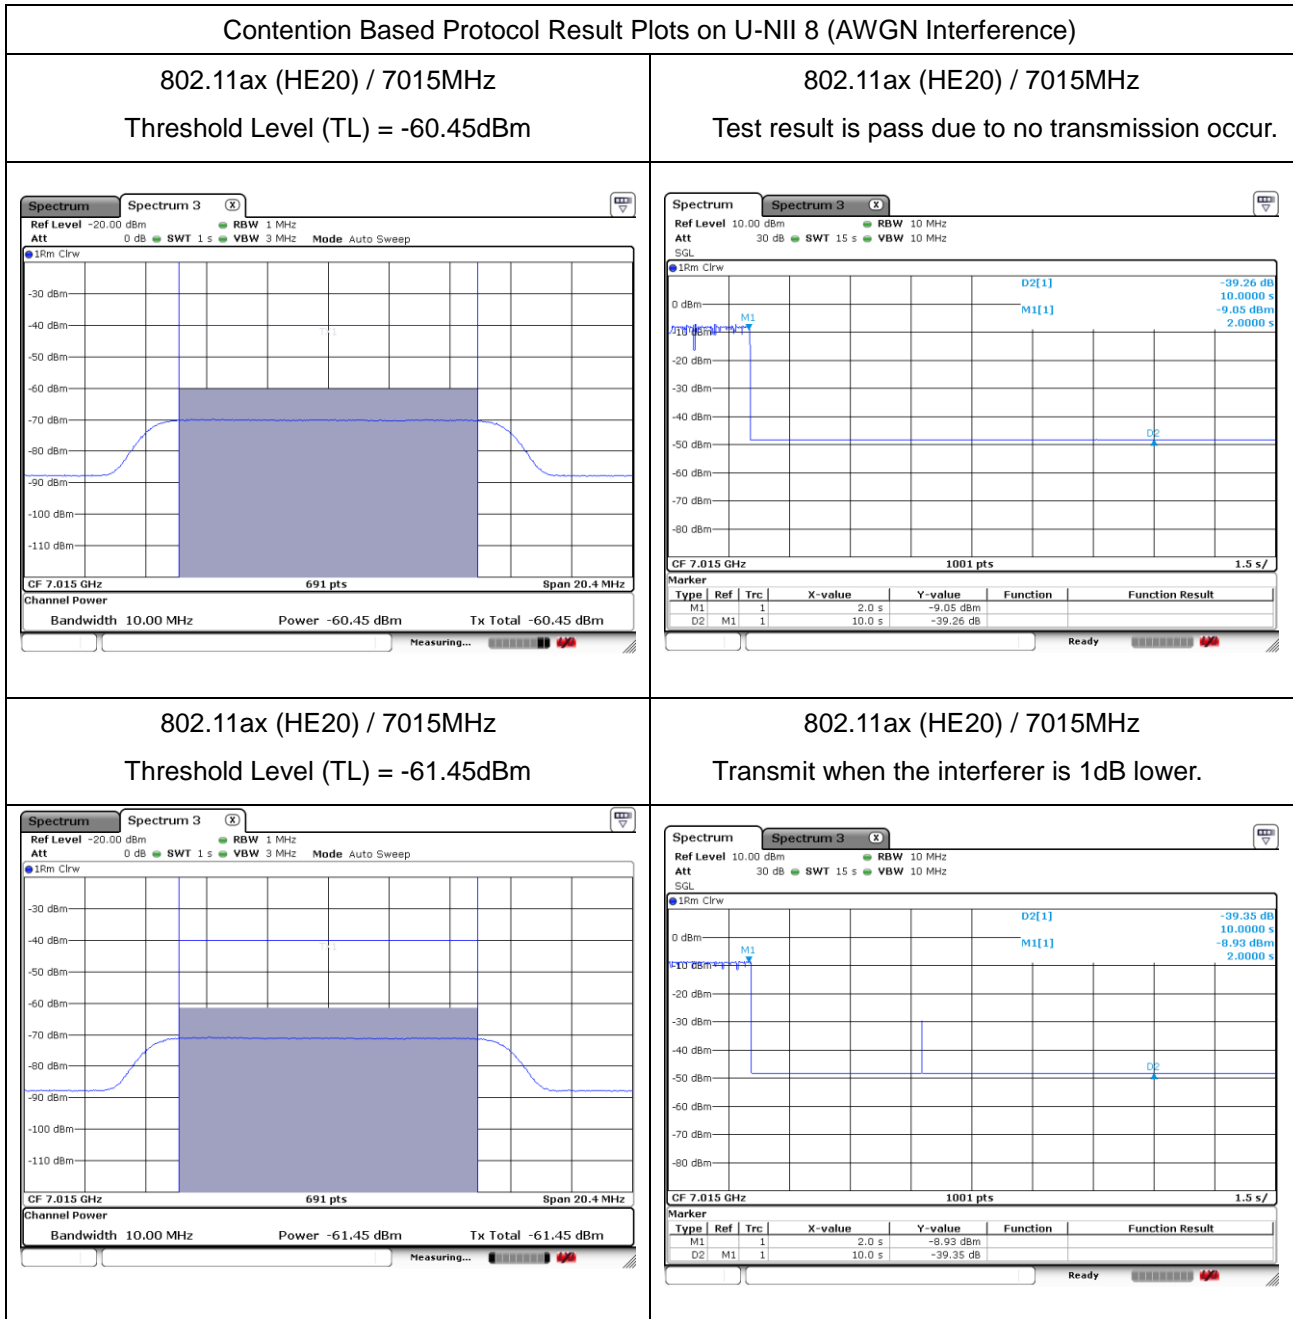 Contention Based Protocol Result Plots on U-NII 8 (AWGN Interference)
802.11ax (HE20) / 7015MHz
Threshold Level (TL) = -60.45dBm
802.11ax (HE20) / 7015MHz
Test result is pass due to no transmission occur.
Spectrum
Spectrum 3
Ref Level -20.00 dBm RBW 1 MHz
Att 0 dB SWT 1 s VBW 3 MHz Mode Auto Sweep
1Rm Clrw
-30 dBm
-40 dBm
-50 dBm
-60 dBm
-70 dBm
-80 dBm
-90 dBm
-100 dBm
-110 dBm
CF 7.015 GHz 691 pts Span 20.4 MHz
Channel Power
Bandwidth 10.00 MHz Power -60.45 dBm Tx Total -60.45 dBm
Measuring...
Spectrum
Spectrum 3
Ref Level 10.00 dBm RBW 10 MHz
Att 30 dB SWT 15 s VBW 10 MHz
SGL
1Rm Clrw
D2[1] -39.26 dB
10.0000 s
M1[1] -9.05 dBm
2.0000 s
0 dBm
M1
-10 dBm
-20 dBm
-30 dBm
-40 dBm
D2
-50 dBm
-60 dBm
-70 dBm
-80 dBm
CF 7.015 GHz 1001 pts 1.5 s/
Marker
Type Ref Trc X-value Y-value Function Function Result
M1 1 2.0 s -9.05 dBm
D2 M1 1 10.0 s -39.26 dB
Ready
802.11ax (HE20) / 7015MHz
Threshold Level (TL) = -61.45dBm
802.11ax (HE20) / 7015MHz
Transmit when the interferer is 1dB lower.
Spectrum
Spectrum 3
Ref Level -20.00 dBm RBW 1 MHz
Att 0 dB SWT 1 s VBW 3 MHz Mode Auto Sweep
1Rm Clrw
-30 dBm
-40 dBm
-50 dBm
-60 dBm
-70 dBm
-80 dBm
-90 dBm
-100 dBm
-110 dBm
CF 7.015 GHz 691 pts Span 20.4 MHz
Channel Power
Bandwidth 10.00 MHz Power -61.45 dBm Tx Total -61.45 dBm
Measuring...
Spectrum
Spectrum 3
Ref Level 10.00 dBm RBW 10 MHz
Att 30 dB SWT 15 s VBW 10 MHz
SGL
1Rm Clrw
D2[1] -39.35 dB
10.0000 s
M1[1] -8.93 dBm
2.0000 s
0 dBm
M1
-10 dBm
-20 dBm
-30 dBm
-40 dBm
D2
-50 dBm
-60 dBm
-70 dBm
-80 dBm
CF 7.015 GHz 1001 pts 1.5 s/
Marker
Type Ref Trc X-value Y-value Function Function Result
M1 1 2.0 s -8.93 dBm
D2 M1 1 10.0 s -39.35 dB
Ready